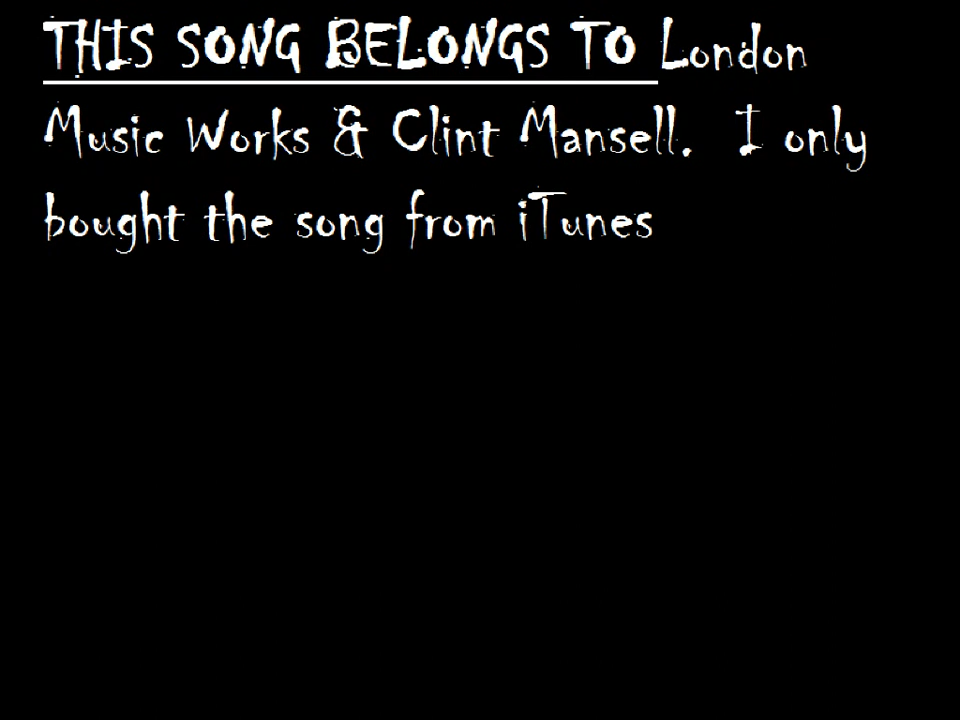 THIS SONG BELONGS TO London
Music Works & Clint Mansell.  I only
bought the song from iTunes